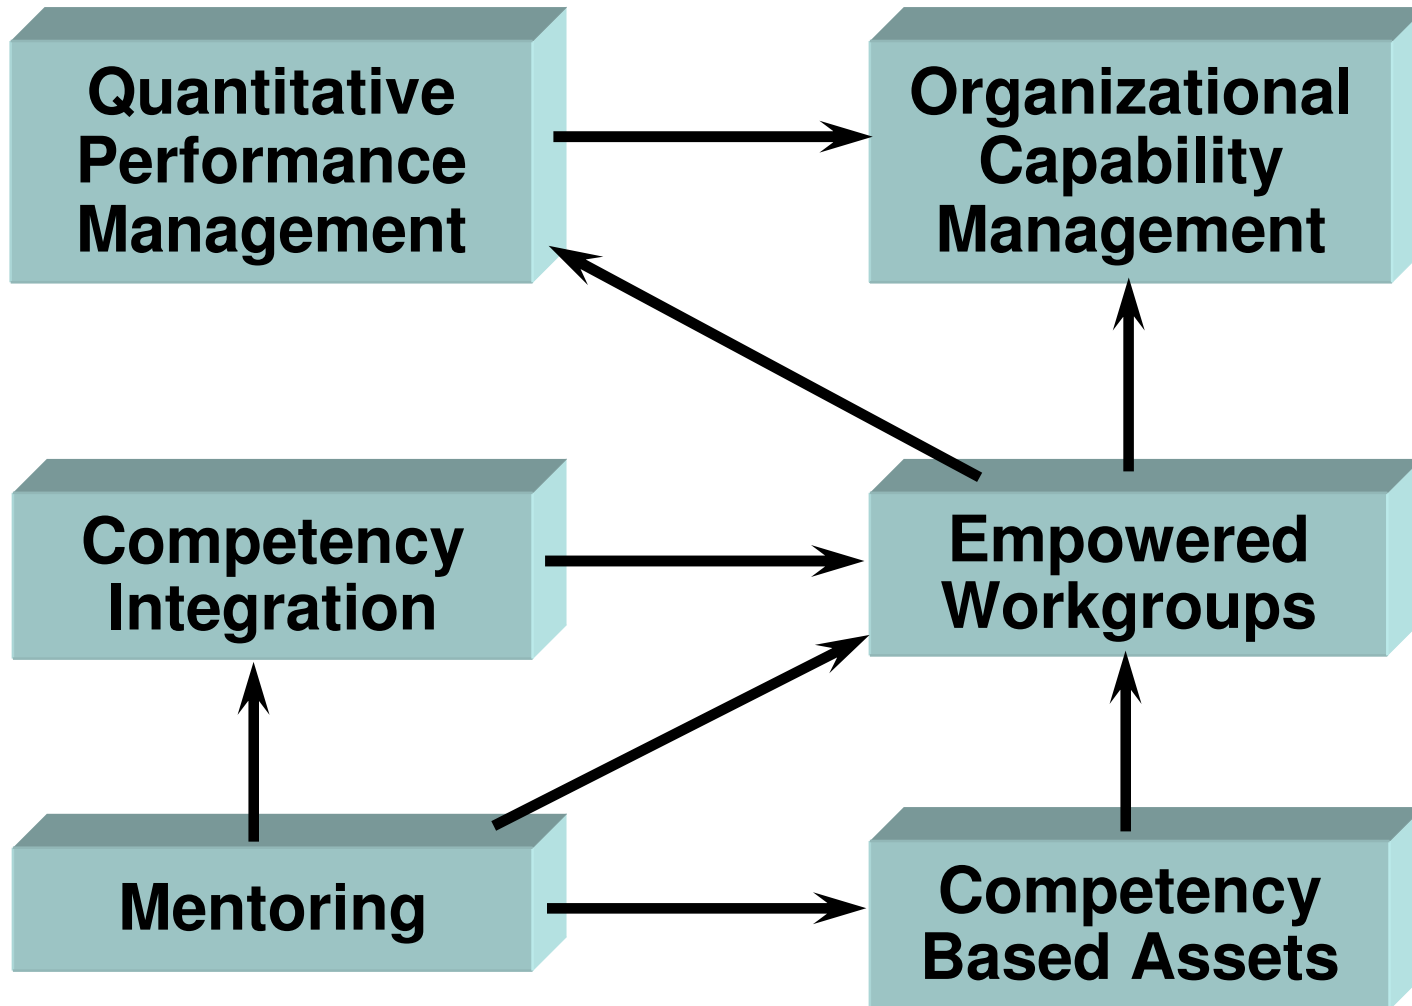 Quantitative
Performance
Management
Organizational
Capability
Management
Competency
Integration
Empowered
Workgroups
Mentoring
Competency
Based Assets